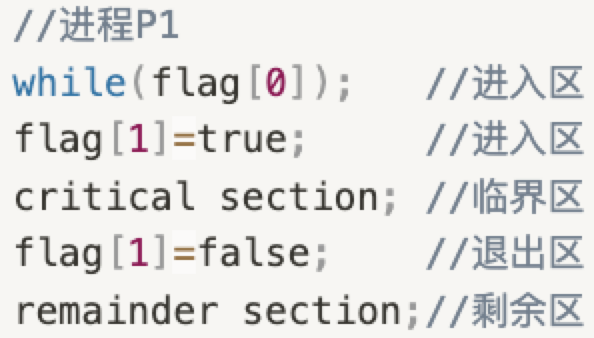 //进程P1
while(flag[0]);   //进入区
flag[1]=true;     //进入区
critical section; //临界区
flag[1]=false;    //退出区
remainder section;//剩余区